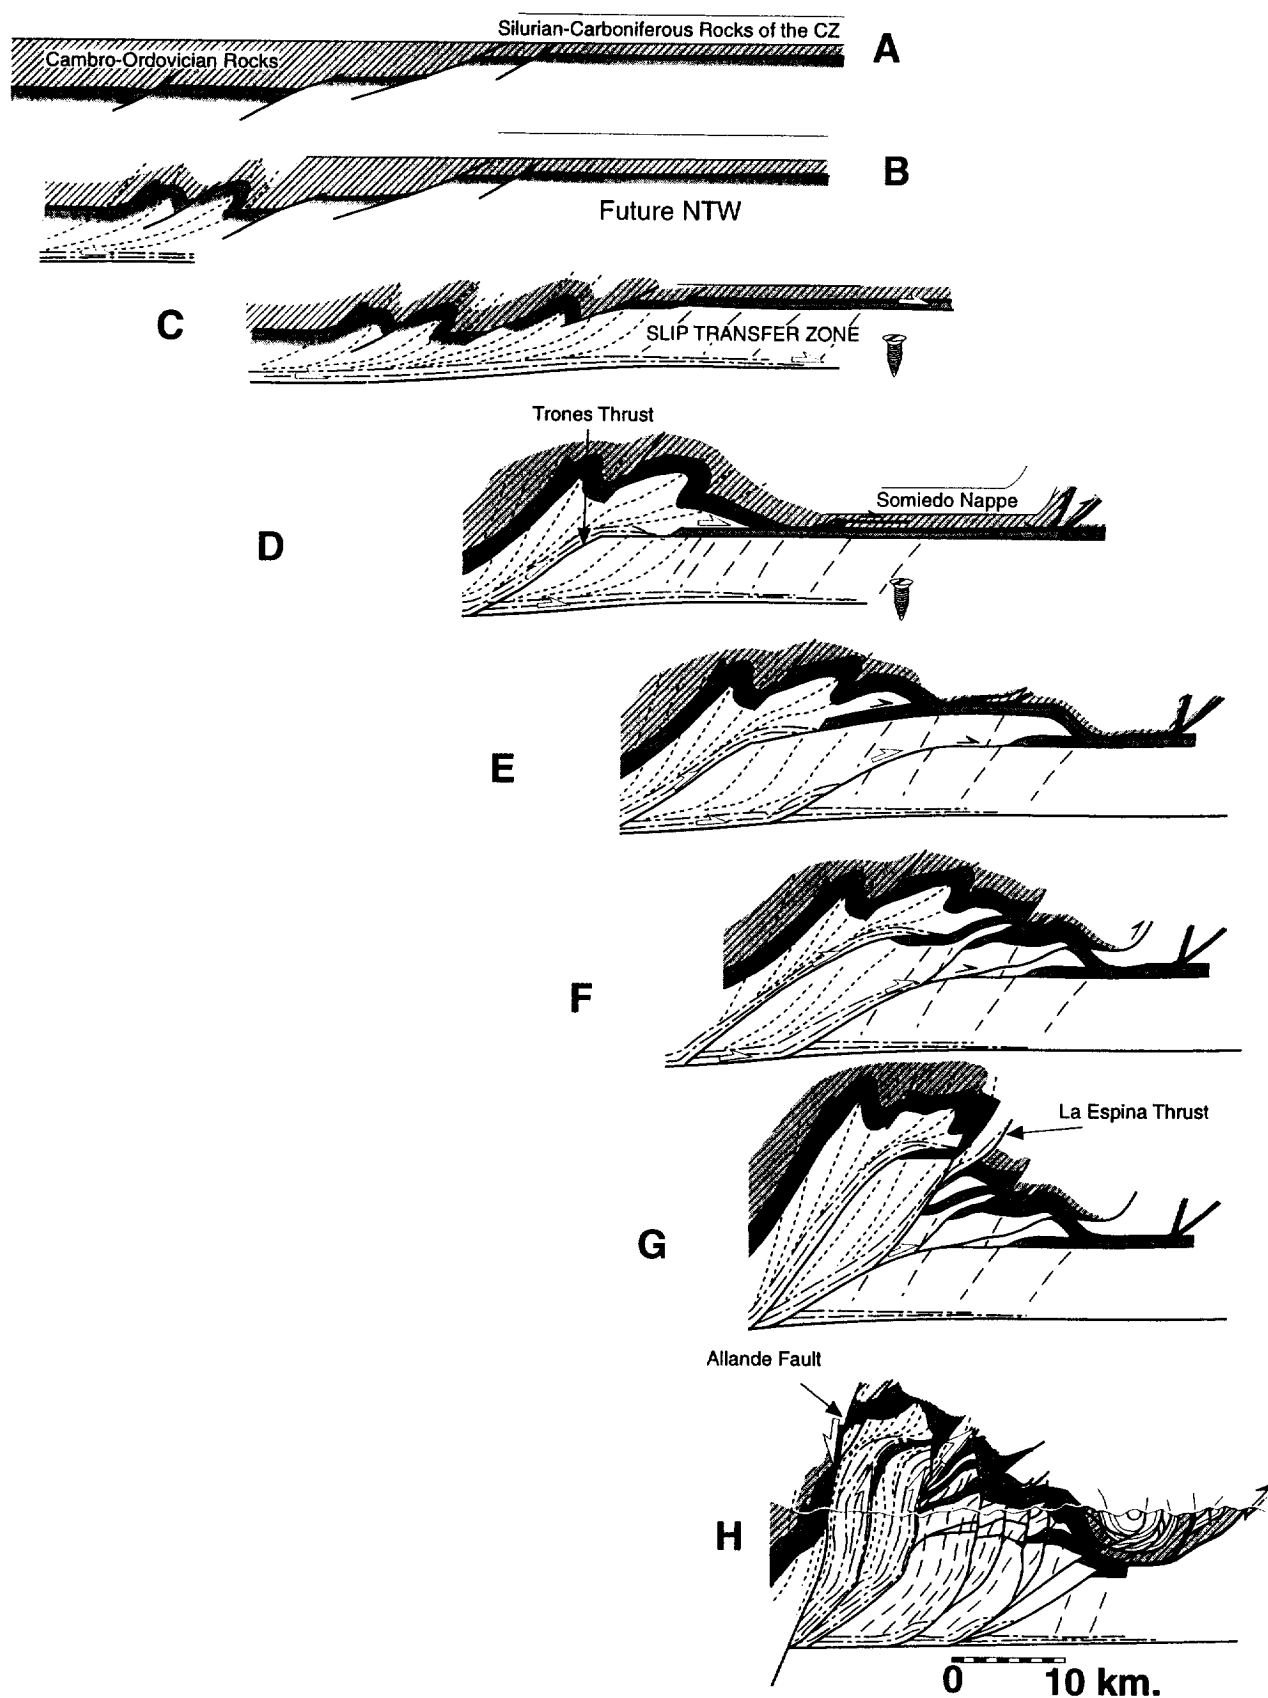 Silurian-Carboniferous Rocks of the CZ
A
Cambro-Ordovician Rocks
B
Future NTW
C
SLIP TRANSFER ZONE
Trones Thrust
Somiedo Nappe
D
E
F
La Espina Thrust
G
Allande Fault
H
0 10 km.